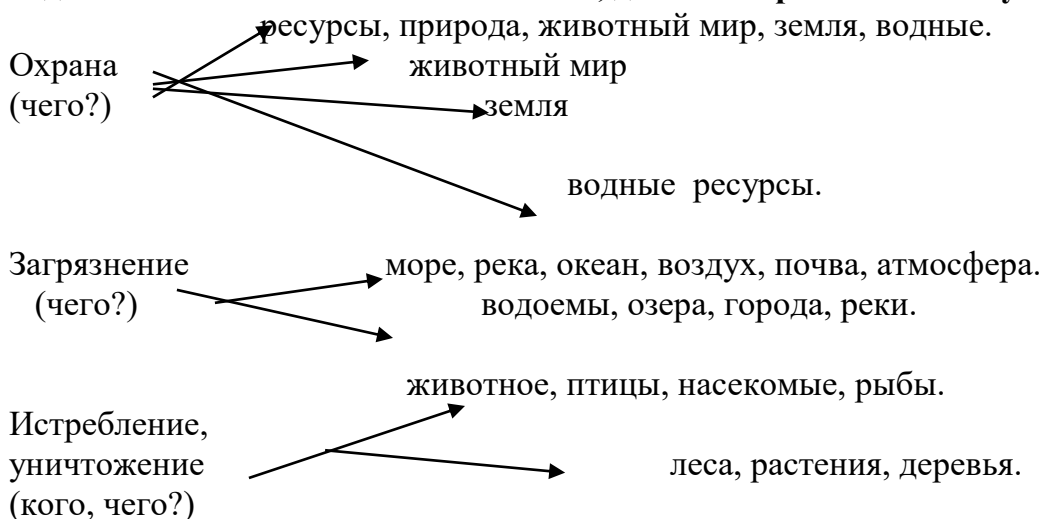 ресурсы, природа, животный мир, земля, водные.
Охрана животный мир
(чего?) земля
водные ресурсы.
Загрязнение море, река, океан, воздух, почва, атмосфера.
(чего?) водоемы, озера, города, реки.
животное, птицы, насекомые, рыбы.
Истребление,
уничтожение леса, растения, деревья.
(кого, чего?)